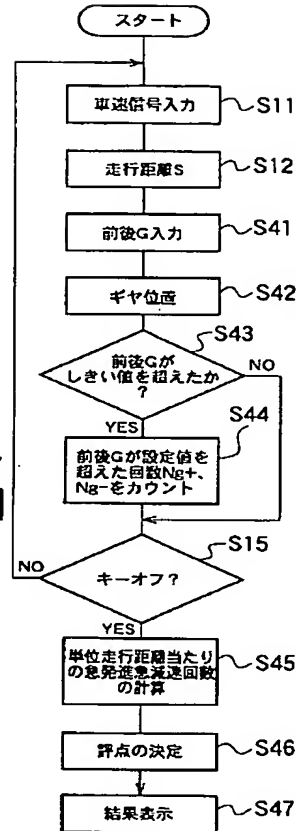 スタート
車速信号入力
S11
走行距離S
S12
前後G入力
S41
ギヤ位置
S42
S43
前後Gが
しきい値を超えたか
?
NO
YES
S44
前後Gが設定値を
超えた回数Ng+、
Ng-をカウント
S15
NO
キーオフ?
YES
単位走行距離当たり
の急発進急減速回数
の計算
S45
評点の決定
S46
結果表示
S47